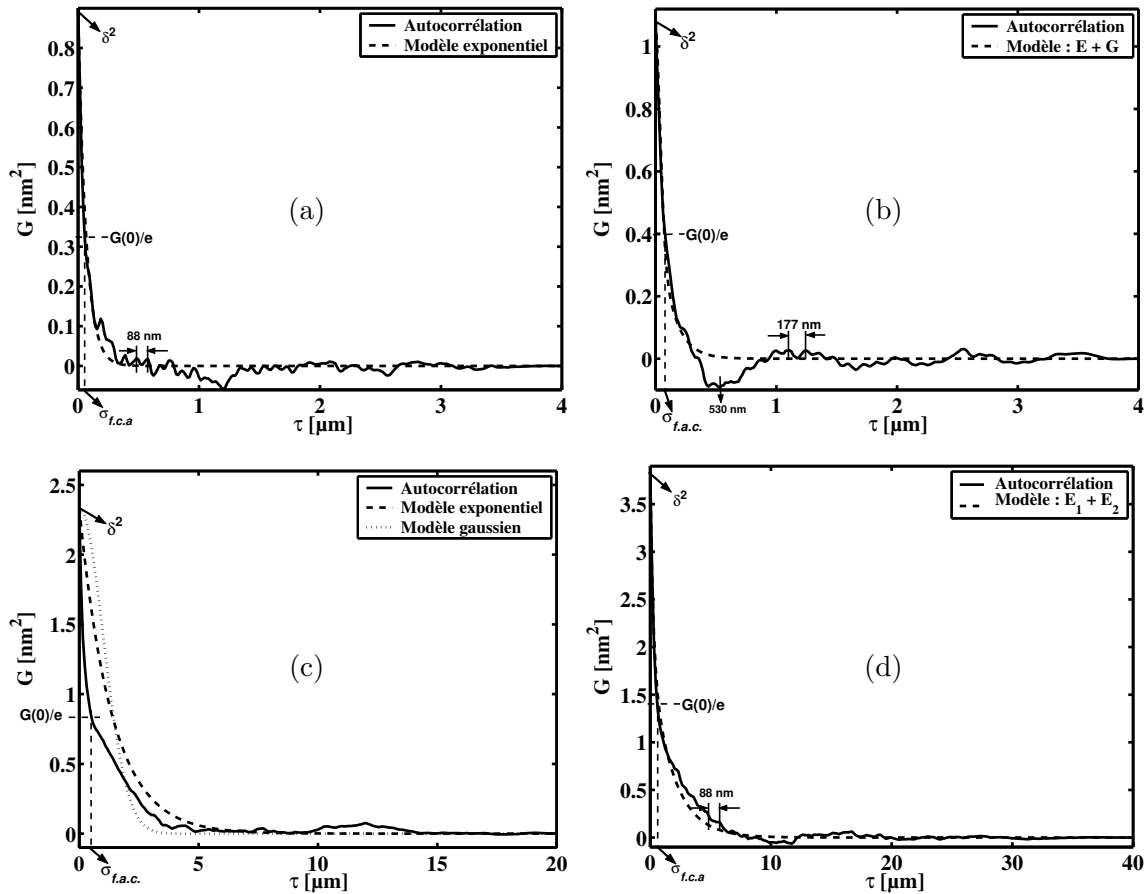 δ²
Autocorrélation
Modèle exponentiel
0.8
0.7
0.6
0.5
0.4
0.3
0.2
0.1
0
G [nm²]
(a)
G(0)/e
88 nm
0 1 2 3 4
σf.c.a
τ [µm]
δ²
Autocorrélation
Modèle : E + G
1
0.8
0.6
0.4
0.2
0
G [nm²]
(b)
G(0)/e
177 nm
530 nm
0 1 2 3 4
σf.a.c.
τ [µm]
δ²
Autocorrélation
Modèle exponentiel
Modèle gaussien
2.5
2
1.5
1
0.5
0
G [nm²]
(c)
G(0)/e
0 5 10 15 20
σf.a.c.
τ [µm]
δ²
Autocorrélation
Modèle : E₁ + E₂
3.5
3
2.5
2
1.5
1
0.5
0
G [nm²]
(d)
G(0)/e
88 nm
0 10 20 30 40
σf.c.a
τ [µm]